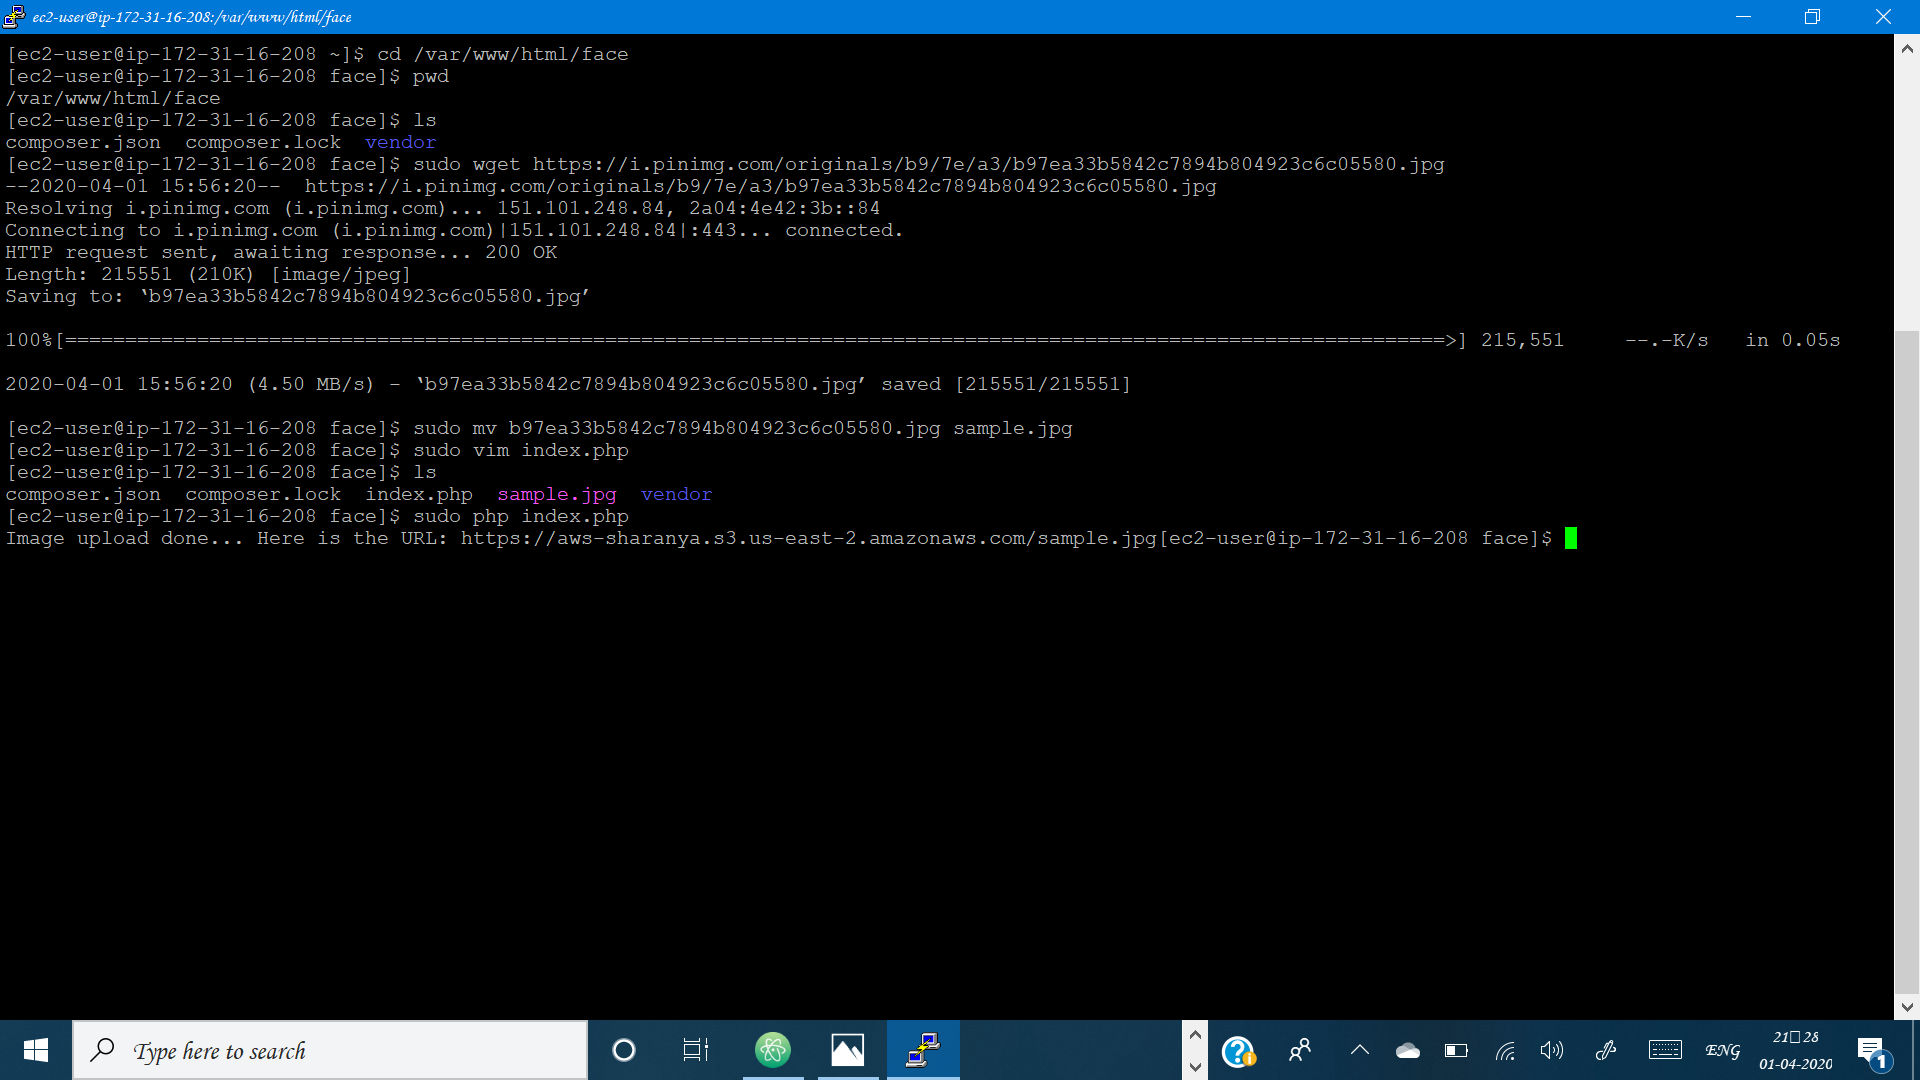 ec2-user@ip-172-31-16-208:/var/www/html/face
[ec2-user@ip-172-31-16-208 ~]$ cd /var/www/html/face
[ec2-user@ip-172-31-16-208 face]$ pwd
/var/www/html/face
[ec2-user@ip-172-31-16-208 face]$ ls
composer.json  composer.lock  vendor
[ec2-user@ip-172-31-16-208 face]$ sudo wget https://i.pinimg.com/originals/b9/7e/a3/b97ea33b5842c7894b804923c6c05580.jpg
--2020-04-01 15:56:20--  https://i.pinimg.com/originals/b9/7e/a3/b97ea33b5842c7894b804923c6c05580.jpg
Resolving i.pinimg.com (i.pinimg.com)... 151.101.248.84, 2a04:4e42:3b::84
Connecting to i.pinimg.com (i.pinimg.com)|151.101.248.84|:443... connected.
HTTP request sent, awaiting response... 200 OK
Length: 215551 (210K) [image/jpeg]
Saving to: ‘b97ea33b5842c7894b804923c6c05580.jpg’
100%[===================================================================================================================>] 215,551     --.-K/s   in 0.05s
2020-04-01 15:56:20 (4.50 MB/s) - ‘b97ea33b5842c7894b804923c6c05580.jpg’ saved [215551/215551]
[ec2-user@ip-172-31-16-208 face]$ sudo mv b97ea33b5842c7894b804923c6c05580.jpg sample.jpg
[ec2-user@ip-172-31-16-208 face]$ sudo vim index.php
[ec2-user@ip-172-31-16-208 face]$ ls
composer.json  composer.lock  index.php  sample.jpg  vendor
[ec2-user@ip-172-31-16-208 face]$ sudo php index.php
Image upload done... Here is the URL: https://aws-sharanya.s3.us-east-2.amazonaws.com/sample.jpg[ec2-user@ip-172-31-16-208 face]$
Type here to search
ENG
21▯28
01-04-2020
1